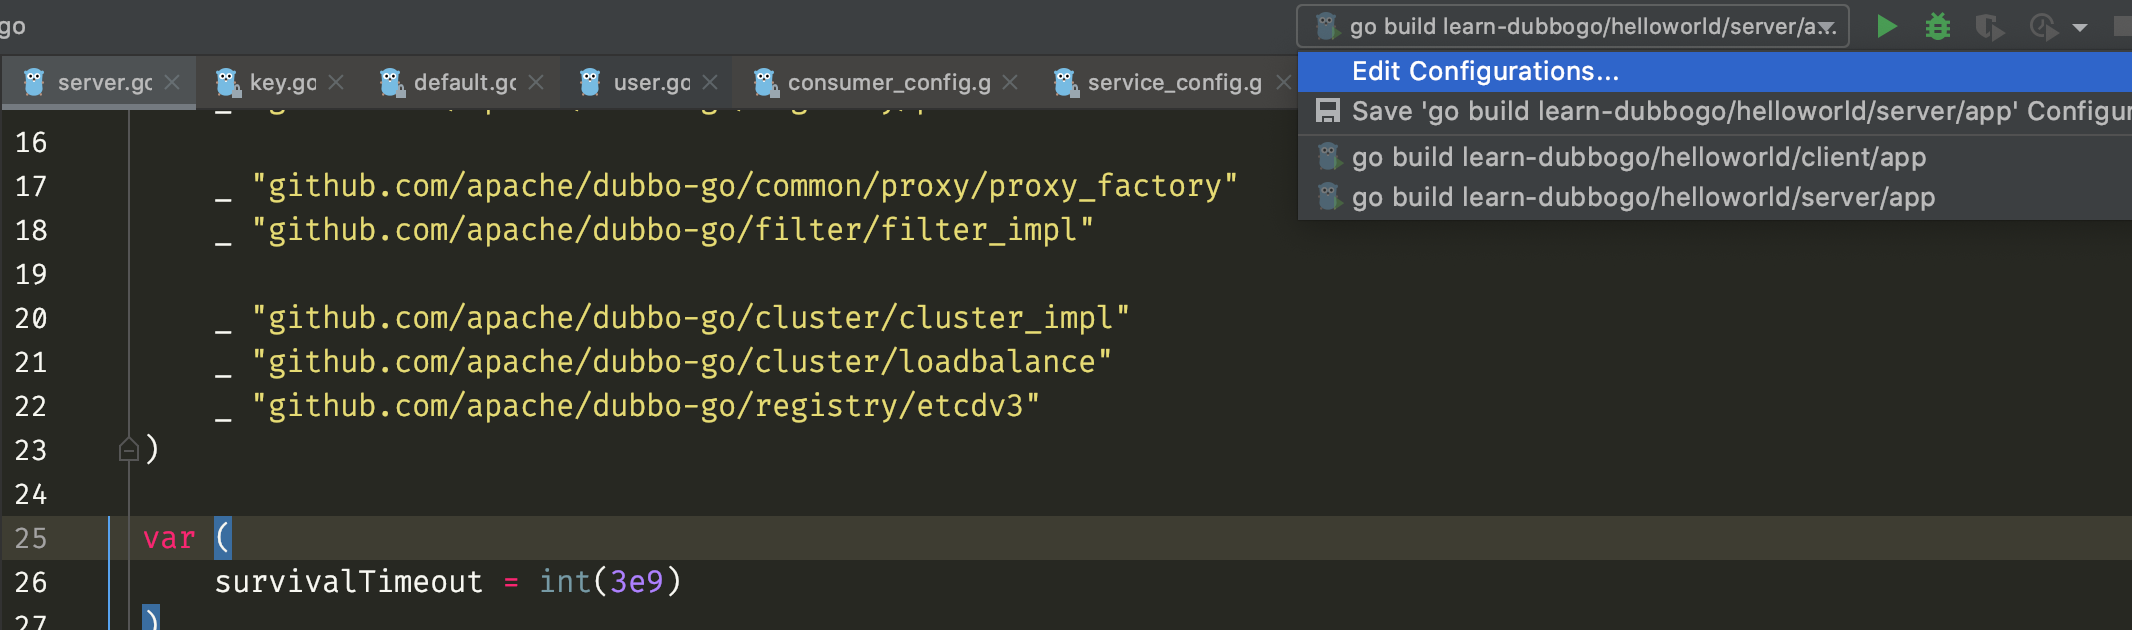 go
go build learn-dubbogo/helloworld/server/a...
server.go
key.go
default.go
user.go
consumer_config.g
service_config.g
Edit Configurations...
Save 'go build learn-dubbogo/helloworld/server/app' Configur
go build learn-dubbogo/helloworld/client/app
go build learn-dubbogo/helloworld/server/app
16
17 _ "github.com/apache/dubbo-go/common/proxy/proxy_factory"
18 _ "github.com/apache/dubbo-go/filter/filter_impl"
19
20 _ "github.com/apache/dubbo-go/cluster/cluster_impl"
21 _ "github.com/apache/dubbo-go/cluster/loadbalance"
22 _ "github.com/apache/dubbo-go/registry/etcdv3"
23 )
24
25 var (
26 survivalTimeout = int(3e9)
27 )